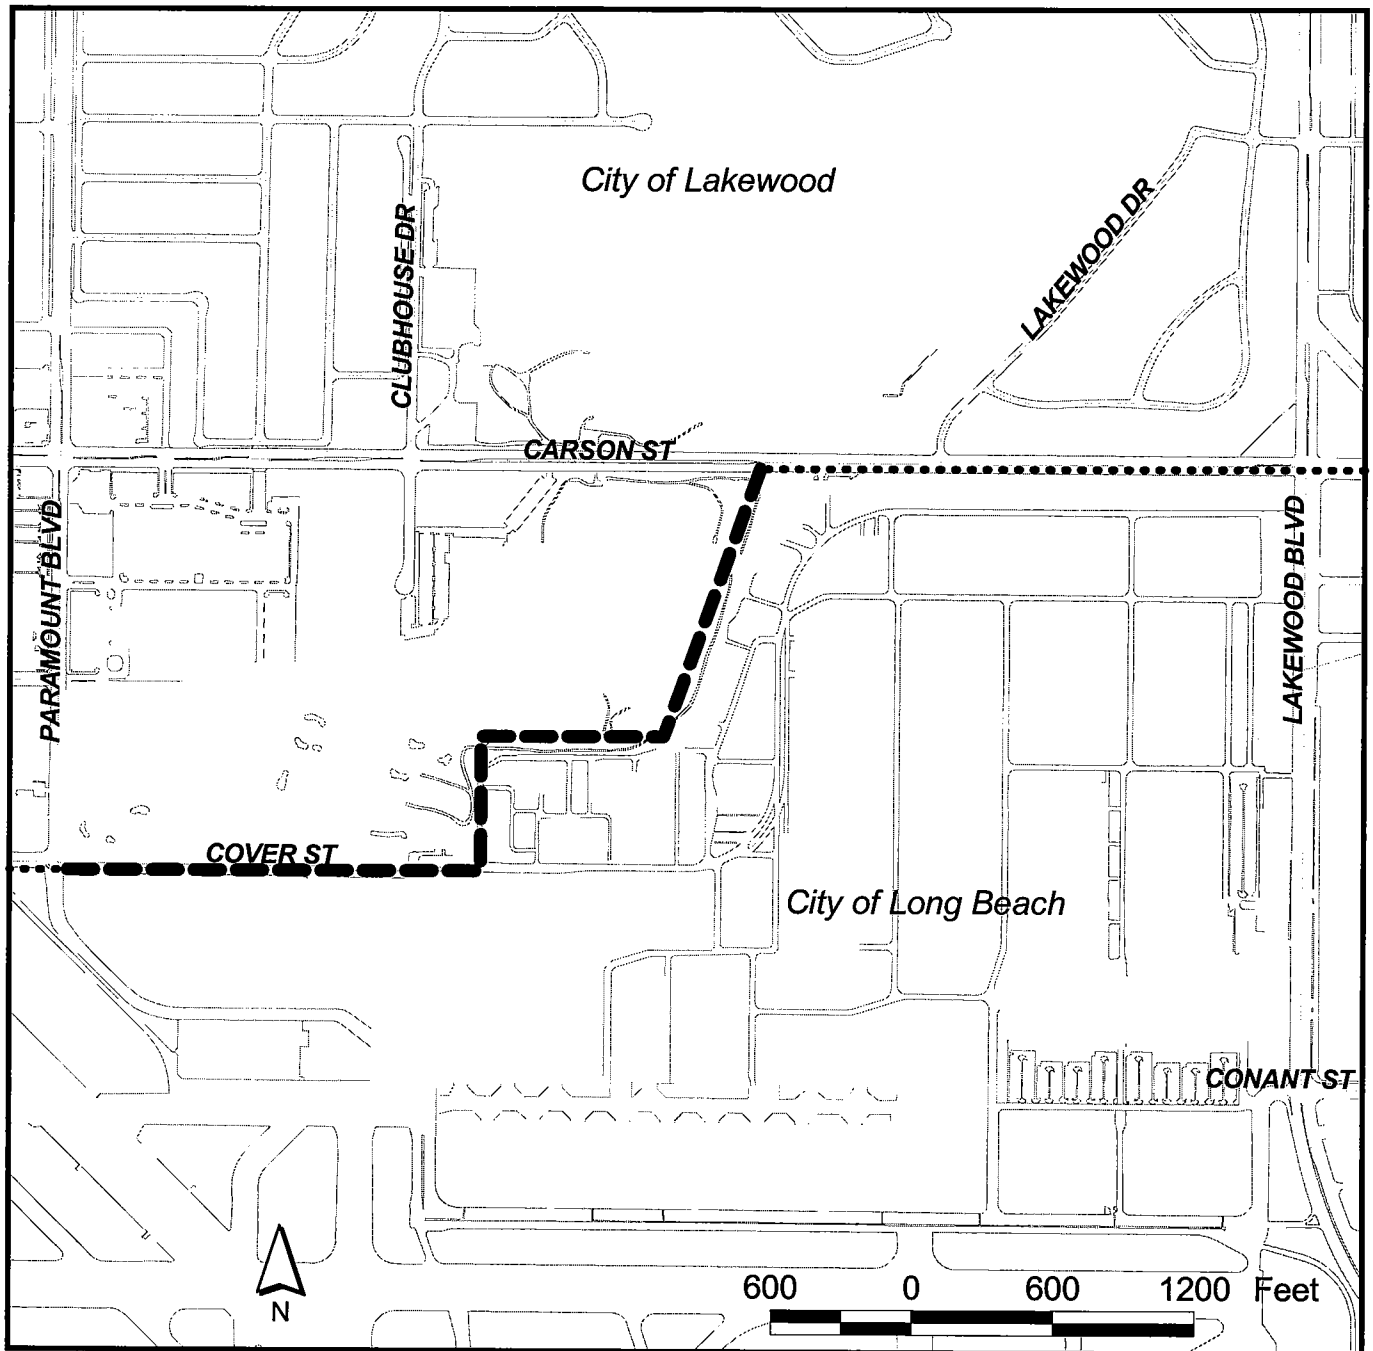 City of Lakewood
LAKEWOOD DR
CLUBHOUSE DR
CARSON ST
PARAMOUNT BLVD
LAKEWOOD BLVD
COVER ST
City of Long Beach
CONANT ST
N
600 0 600 1200 Feet